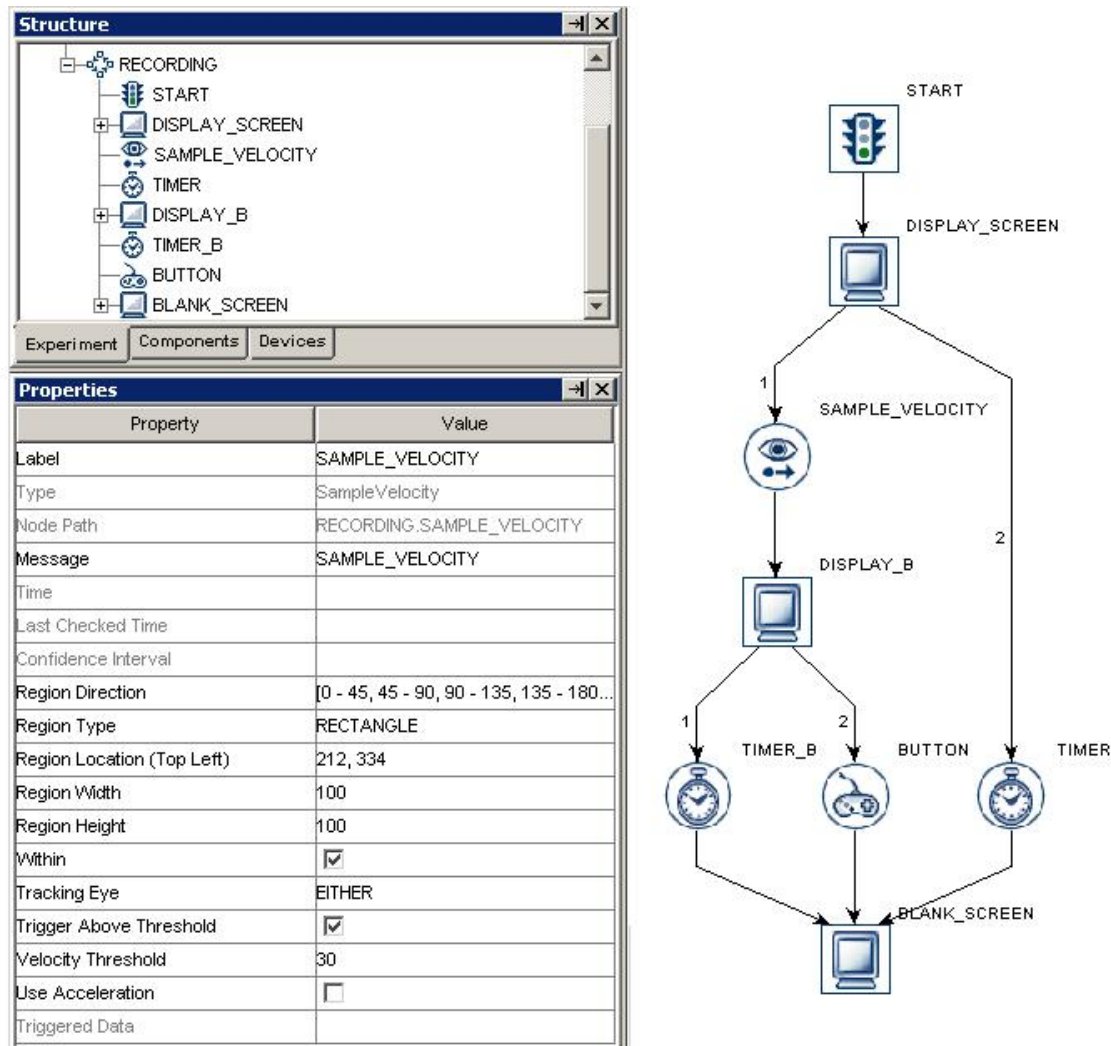 Structure
RECORDING
START
DISPLAY_SCREEN
SAMPLE_VELOCITY
TIMER
DISPLAY_B
TIMER_B
BUTTON
BLANK_SCREEN
Experiment Components Devices
Properties
Property Value
Label SAMPLE_VELOCITY
Type SampleVelocity
Node Path RECORDING.SAMPLE_VELOCITY
Message SAMPLE_VELOCITY
Time
Last Checked Time
Confidence Interval
Region Direction [0 - 45, 45 - 90, 90 - 135, 135 - 180...
Region Type RECTANGLE
Region Location (Top Left) 212, 334
Region Width 100
Region Height 100
Within
Tracking Eye EITHER
Trigger Above Threshold
Velocity Threshold 30
Use Acceleration
Triggered Data
START
DISPLAY_SCREEN
1
SAMPLE_VELOCITY
2
DISPLAY_B
1 2
TIMER_B BUTTON TIMER
BLANK_SCREEN